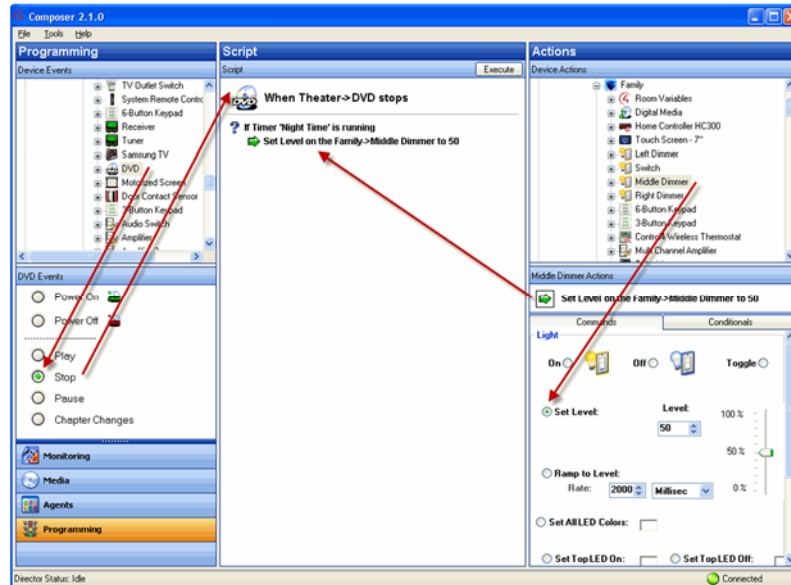 Composer 2.1.0
File Tools Help
Programming
Device Events
TV Outlet Switch
System Remote Contro
6-Button Keypad
Receiver
Tuner
Samsung TV
DVD
Motorized Screen
Door Contact Sensor
3-Button Keypad
Audio Switch
Amplifier
DVD Events
Power On
Power Off
Play
Stop
Pause
Chapter Changes
Monitoring
Media
Agents
Programming
Director Status: Idle
Script
Script
Execute
DVD
When Theater->DVD stops
? If Timer 'Night Time' is running
Set Level on the Family->Middle Dimmer to 50
Actions
Device Actions
Family
Room Variables
Digital Media
Home Controller HC300
Touch Screen - 7"
Left Dimmer
Switch
Middle Dimmer
Right Dimmer
6-Button Keypad
3-Button Keypad
Control4 Wireless Thermostat
Multi Channel Amplifier
Middle Dimmer Actions
Set Level on the Family->Middle Dimmer to 50
Commands Conditionals
Light
On Off Toggle
Set Level:
Level:
50
100 %
50 %
0 %
Ramp to Level:
Rate: 2000 Millisec
Set All LED Colors:
Set Top LED On: Set Top LED Off:
Connected